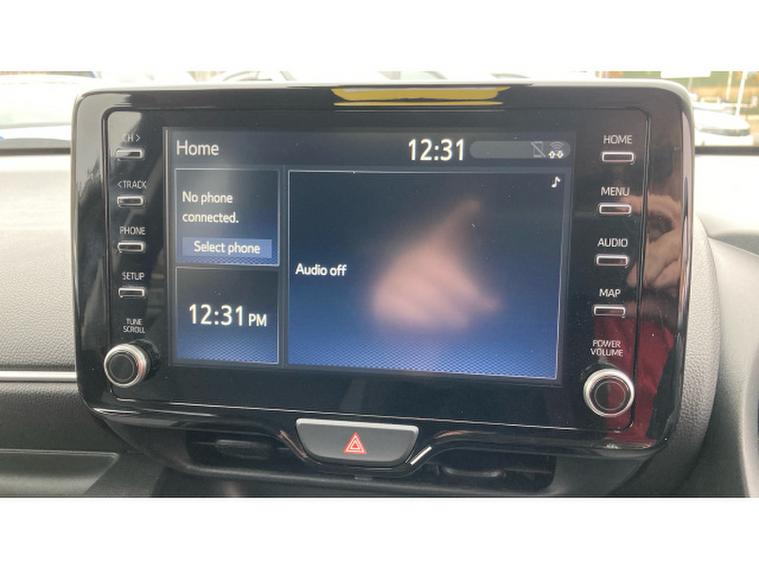 CH >
< TRACK
PHONE
SETUP
TUNE
SCROLL
Home
12:31
No phone
connected.
Select phone
12:31 PM
Audio off
HOME
MENU
AUDIO
MAP
POWER
VOLUME